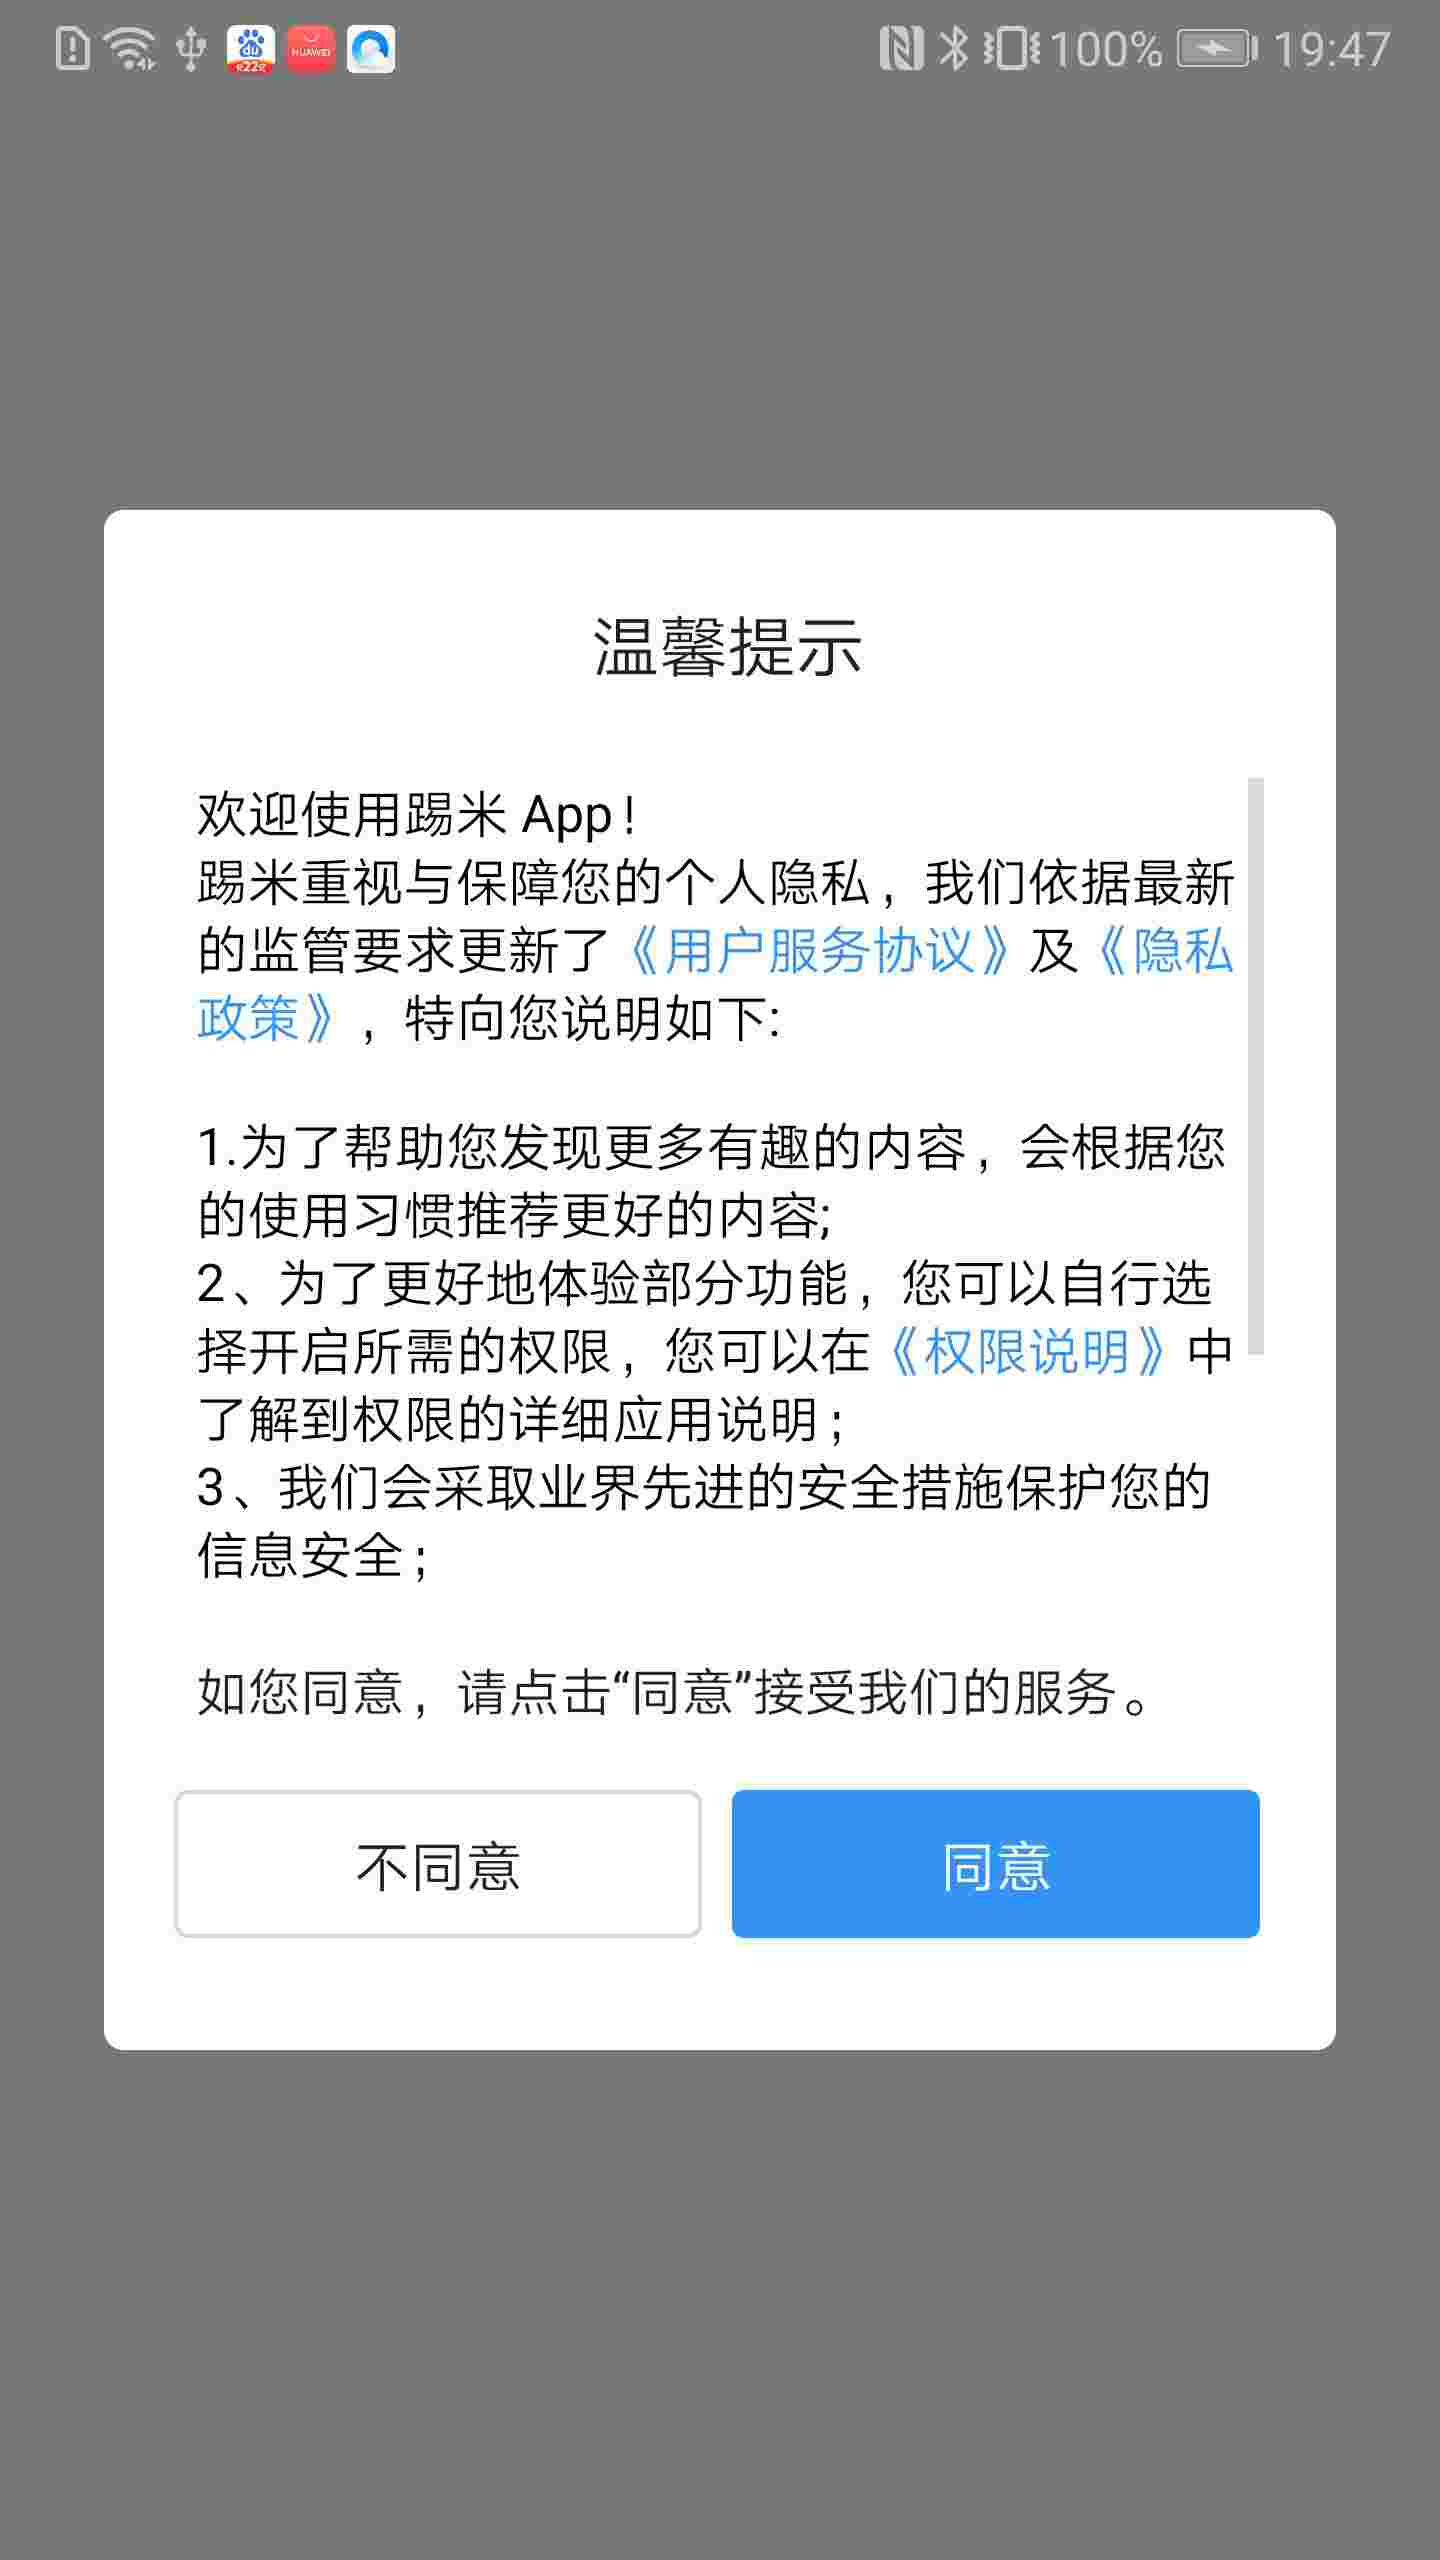 100% 19:47
温馨提示
欢迎使用踢米 App！
踢米重视与保障您的个人隐私，我们依据最新
的监管要求更新了《用户服务协议》及《隐私
政策》，特向您说明如下:
1.为了帮助您发现更多有趣的内容，会根据您
的使用习惯推荐更好的内容;
2、为了更好地体验部分功能，您可以自行选
择开启所需的权限，您可以在《权限说明》中
了解到权限的详细应用说明；
3、我们会采取业界先进的安全措施保护您的
信息安全；
如您同意，请点击“同意”接受我们的服务。
不同意
同意